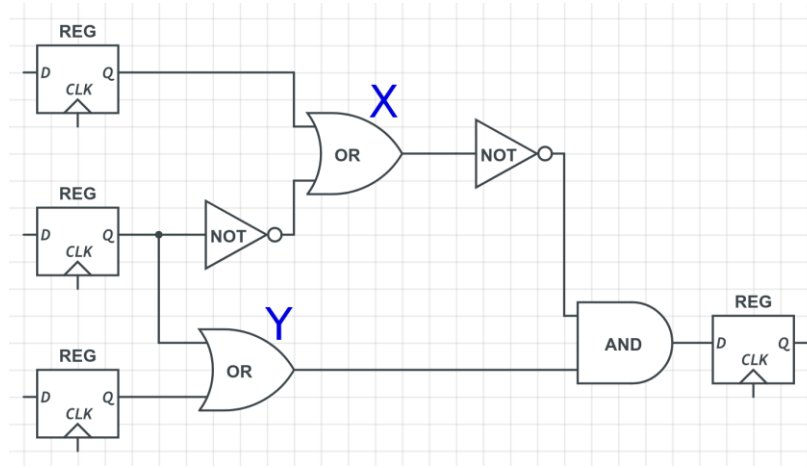 REG
D Q
CLK
X
OR
NOT
REG
D Q
CLK
NOT
Y
REG
D Q
CLK
AND
REG
D Q
CLK
OR